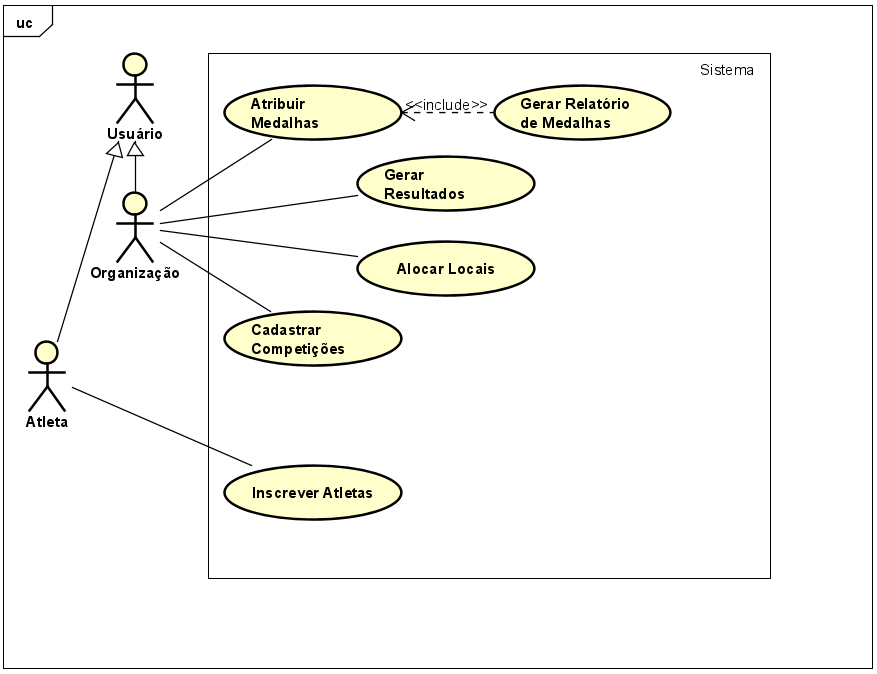 uc
Sistema
Atribuir
Medalhas
<<include>>
Gerar Relatório
de Medalhas
Usuário
Gerar
Resultados
Organização
Alocar Locais
Cadastrar
Competições
Atleta
Inscrever Atletas